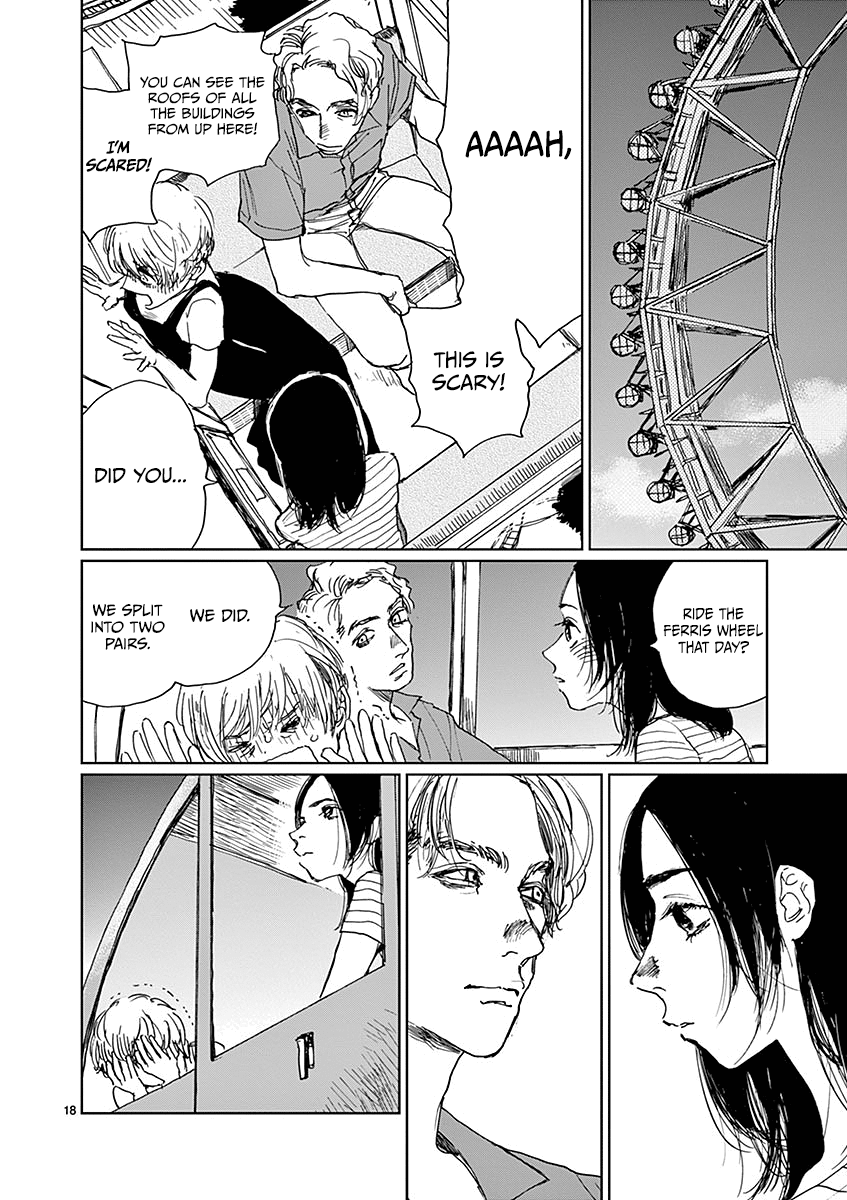 AAAAH,
YOU CAN SEE THE
ROOFS OF ALL
THE BUILDINGS
FROM UP HERE!
I'M
SCARED!
THIS IS
SCARY!
DID YOU...
RIDE THE
FERRIS WHEEL
THAT DAY?
WE DID.
WE SPLIT
INTO TWO
PAIRS.
18